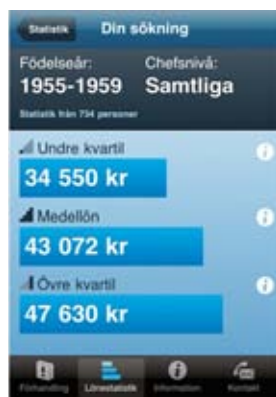 Statistik Din sökning
Födelseår: Chefsnivå:
1955-1959 Samtliga
Statistik från 754 personer
Undre kvartil
34 550 kr
Medellön
43 072 kr
Övre kvartil
47 630 kr
Förhandling Lönestatistik Information Kontakt